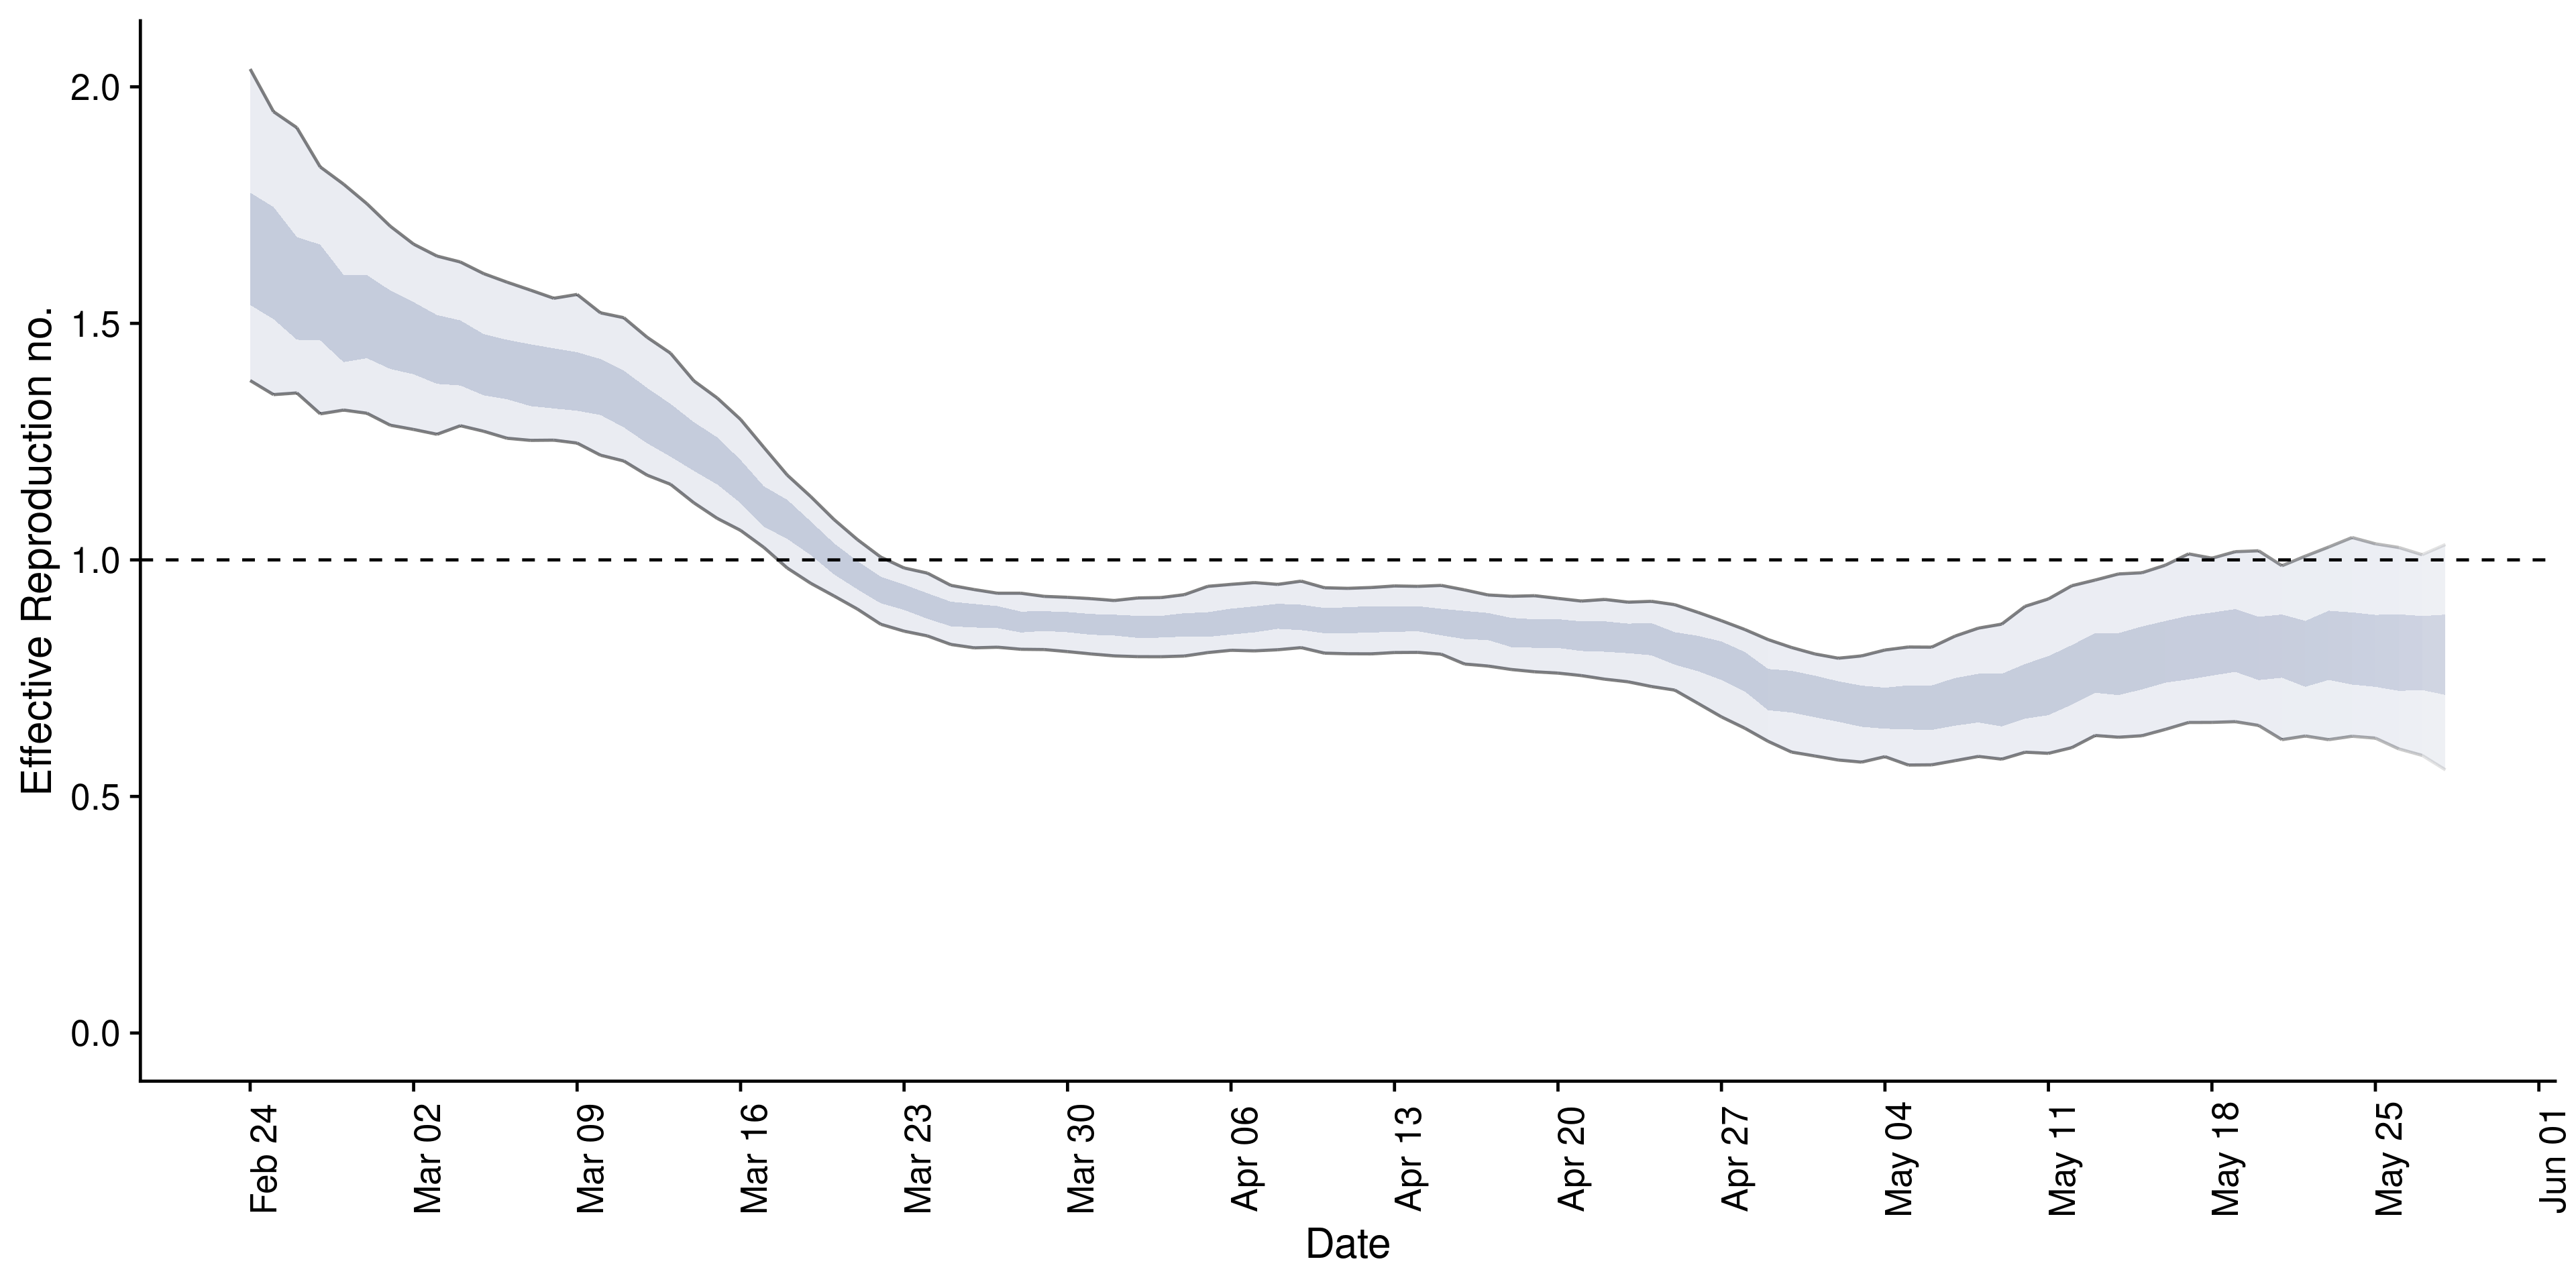 Effective Reproduction no.
2.0
1.5
1.0
0.5
0.0
Feb 24
Mar 02
Mar 09
Mar 16
Mar 23
Mar 30
Apr 06
Apr 13
Apr 20
Apr 27
May 04
May 11
May 18
May 25
Jun 01
Date